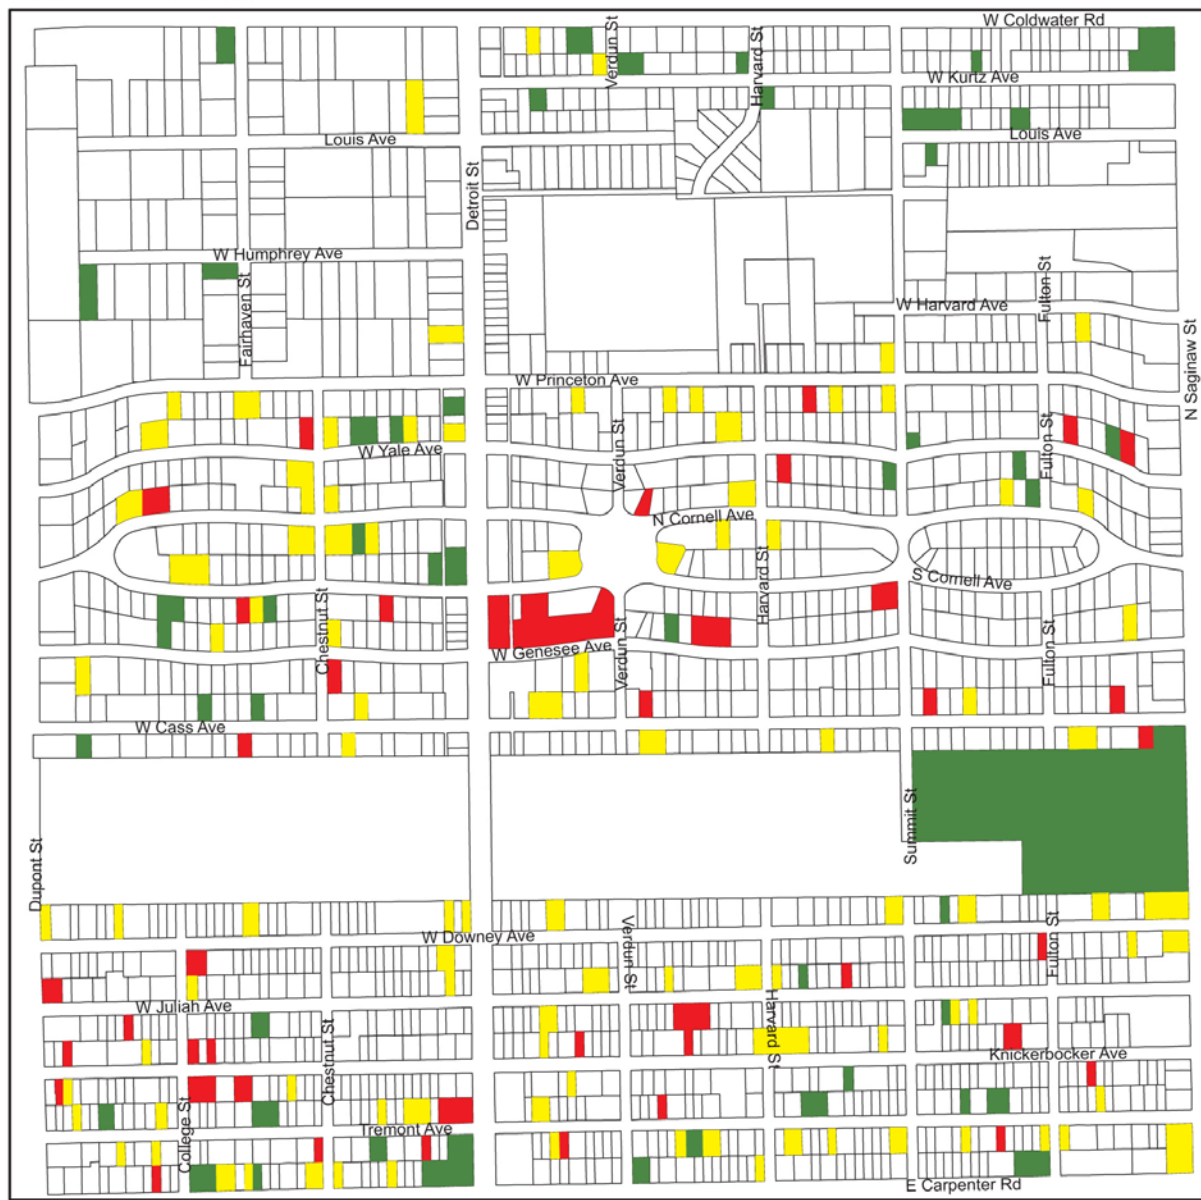 W Coldwater Rd
Verdun St
Harvard St
W Kurtz Ave
Louis Ave
Louis Ave
Detroit St
W Humphrey Ave
Fairhaven St
Fulton St
W Harvard Ave
N Saginaw St
W Princeton Ave
Verdun St
Fulton St
W Yale Ave
N Cornell Ave
S Cornell Ave
Harvard St
Chestnut St
Verdun St
Fulton St
W Genesee Ave
W Cass Ave
Summit St
Dupont St
W Downey Ave
Verdun St
Fulton St
W Juliah Ave
Harvard St
Chestnut St
Knickerbocker Ave
College St
Tremont Ave
E Carpenter Rd